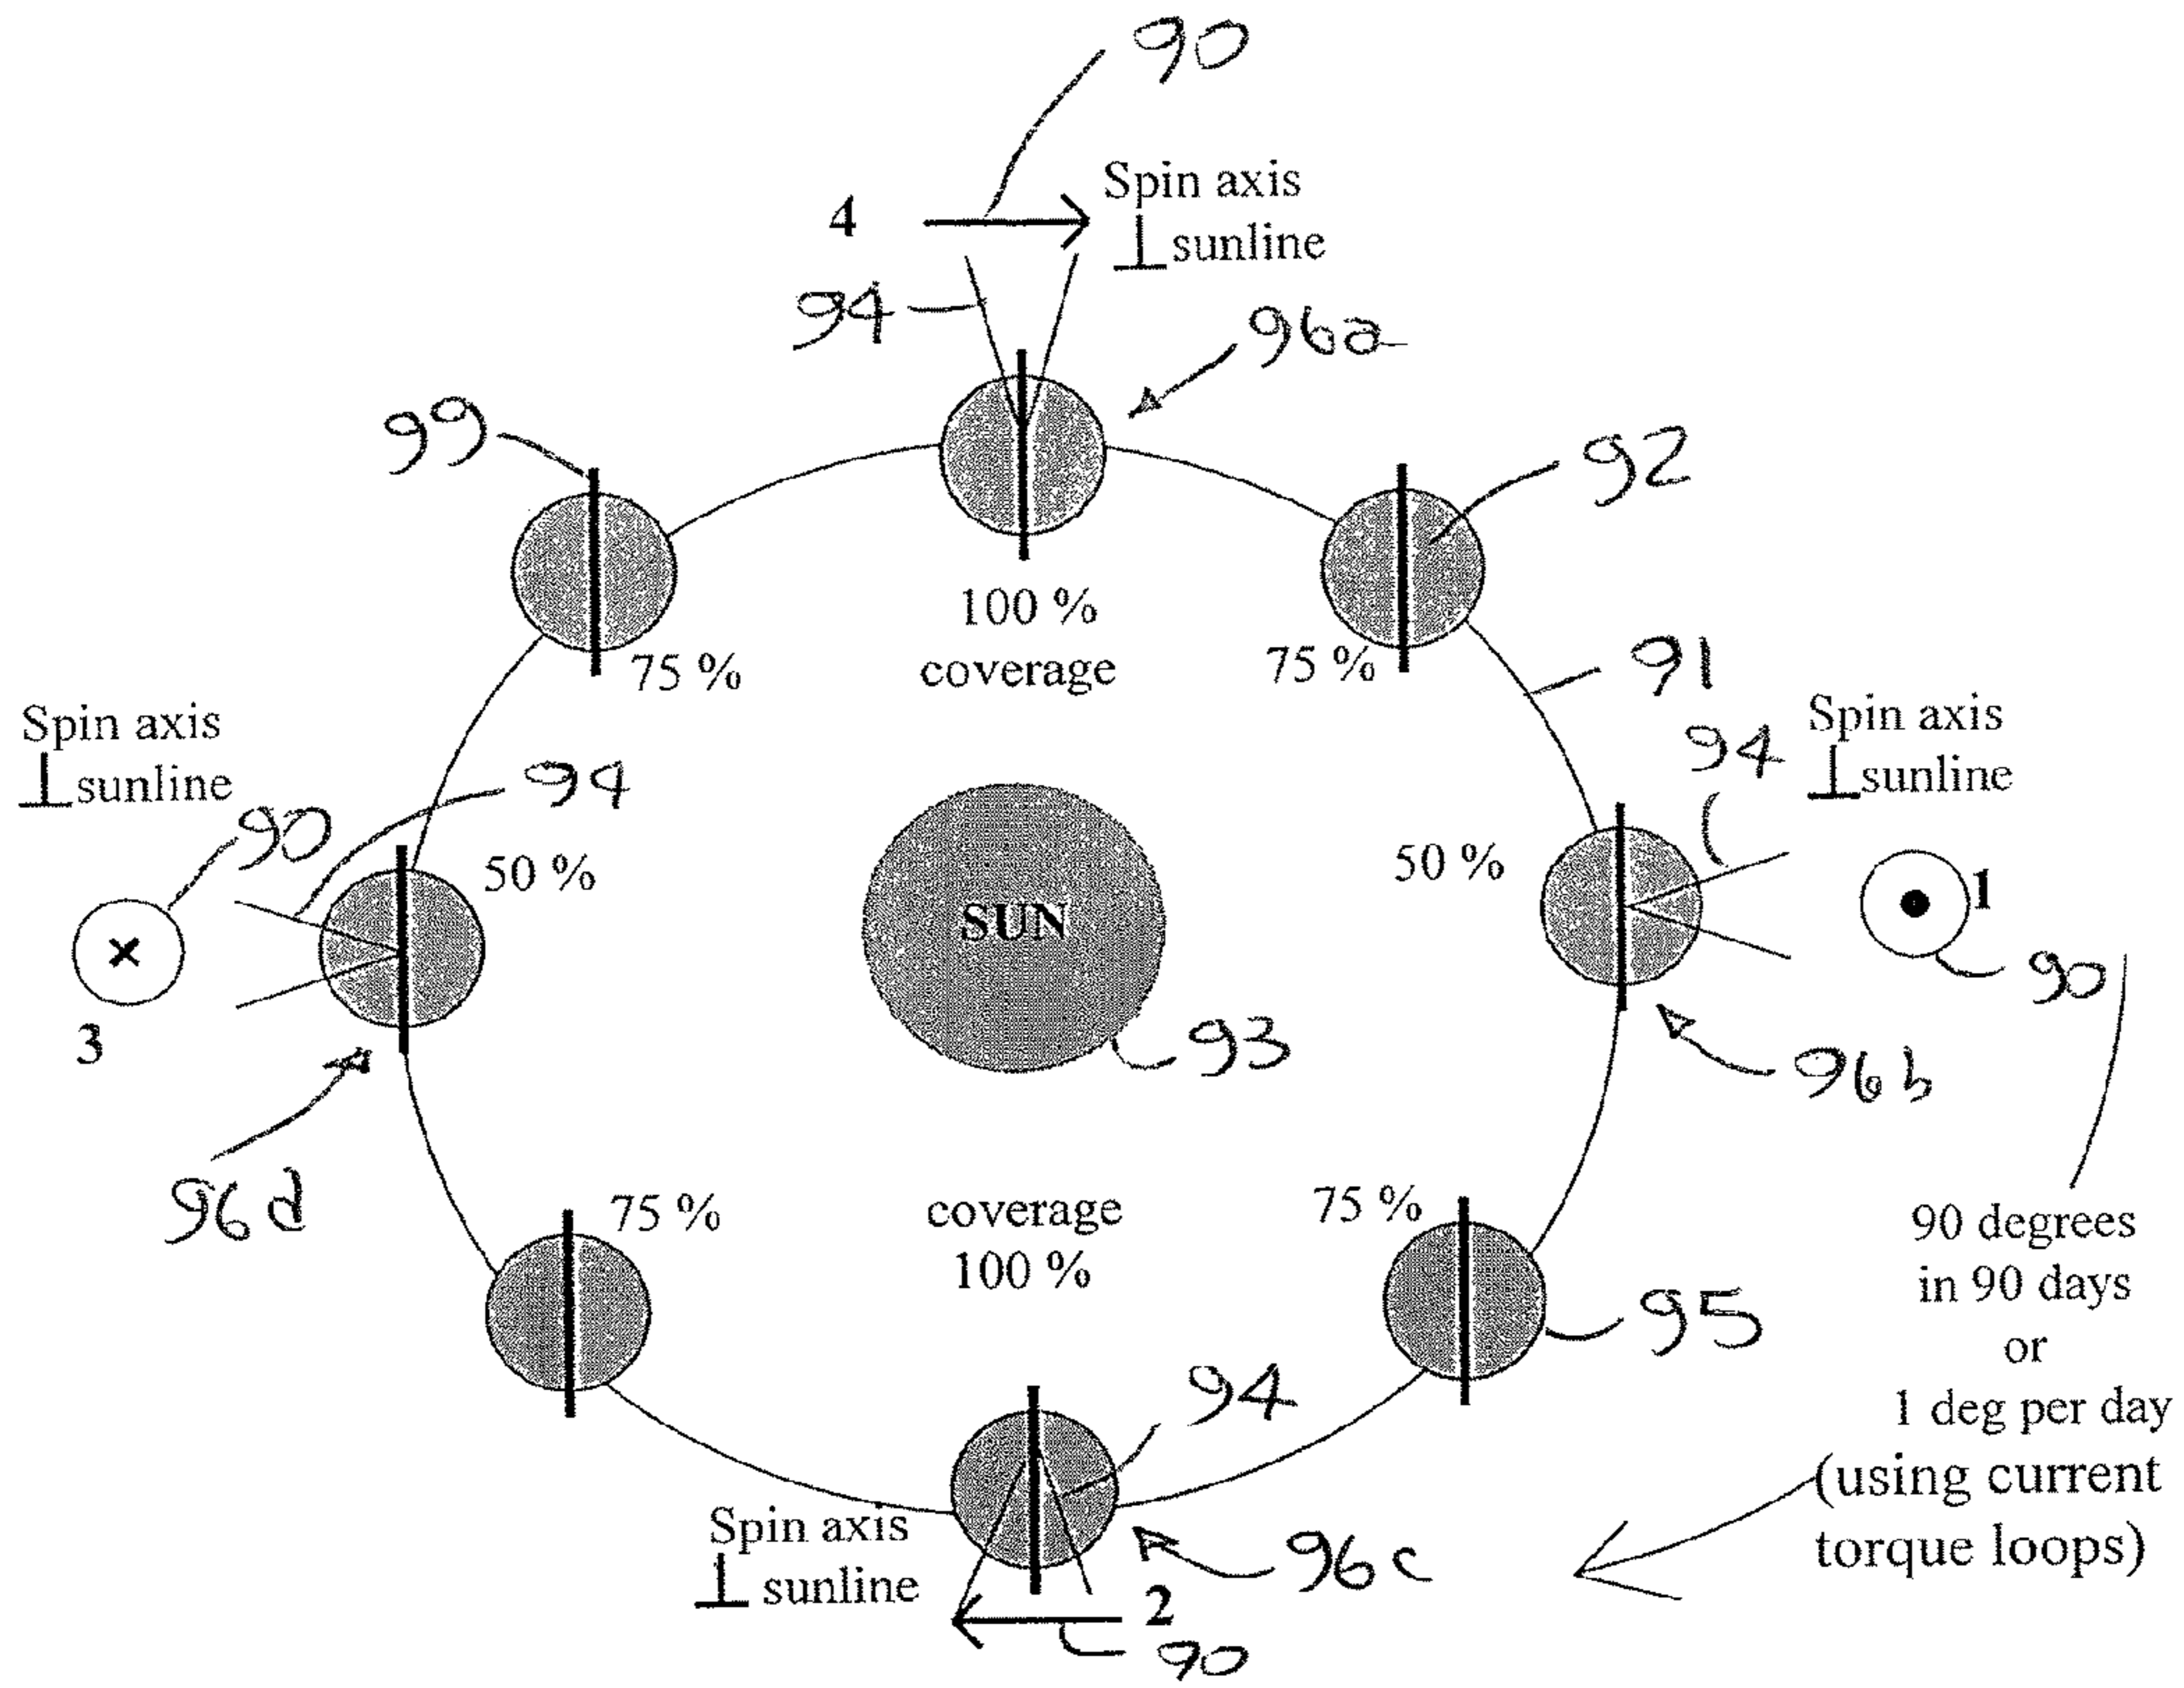 90
4
Spin axis
⊥ sunline
94
96a
99
92
100 %
coverage
75 %
75 %
91
Spin axis
⊥ sunline
94
Spin axis
⊥ sunline
94
90
50 %
50 %
SUN
1
×
3
90
93
96b
96d
75 %
coverage
100 %
75 %
90 degrees
in 90 days
or
1 deg per day
(using current
torque loops)
95
94
Spin axis
⊥ sunline
96c
2
90